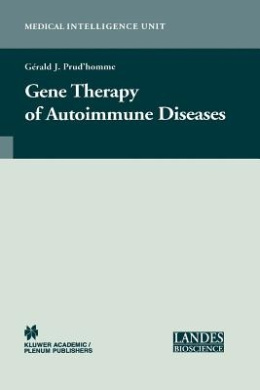 MEDICAL INTELLIGENCE UNIT
Gérald J. Prud'homme
Gene Therapy
of Autoimmune Diseases
KLUWER ACADEMIC /
PLENUM PUBLISHERS
LANDES
BIOSCIENCE